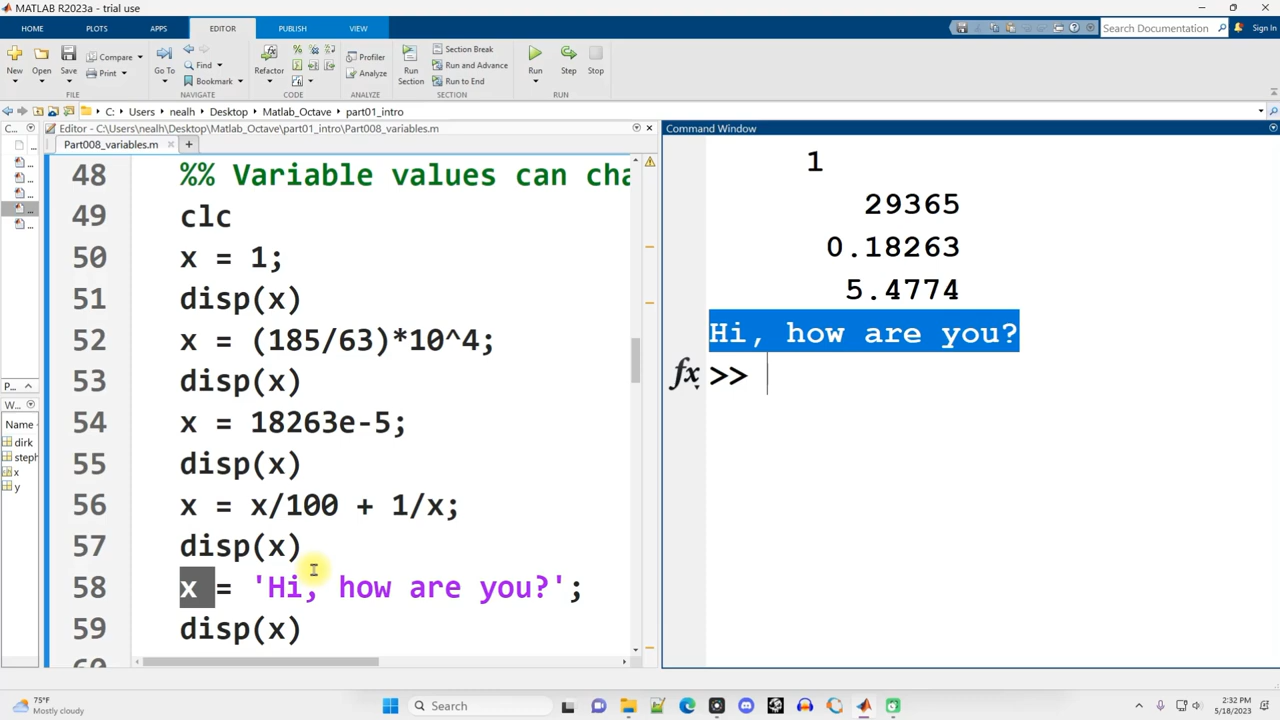 MATLAB R2023a - trial use
HOME PLOTS APPS EDITOR PUBLISH VIEW Search Documentation Sign In
New Open Save Compare Print Go To Find Bookmark Refactor Profiler Analyze Run Section Section Break Run and Advance Run to End Run Step Stop
FILE NAVIGATE CODE ANALYZE SECTION RUN
C: Users nealh Desktop Matlab_Octave part01_intro
C... Editor - C:\Users\nealh\Desktop\Matlab_Octave\part01_intro\Part008_variables.m
Part008_variables.m
48 %% Variable values can cha
49 clc
50 x = 1;
51 disp(x)
52 x = (185/63)*10^4;
53 disp(x)
54 x = 18263e-5;
55 disp(x)
56 x = x/100 + 1/x;
57 disp(x)
58 x = 'Hi, how are you?';
59 disp(x)
60
P...
W...
Name
dirk
steph
x
y
Command Window
1
29365
0.18263
5.4774
Hi, how are you?
fx >>
75°F
Mostly cloudy
Search
2:32 PM
5/18/2023